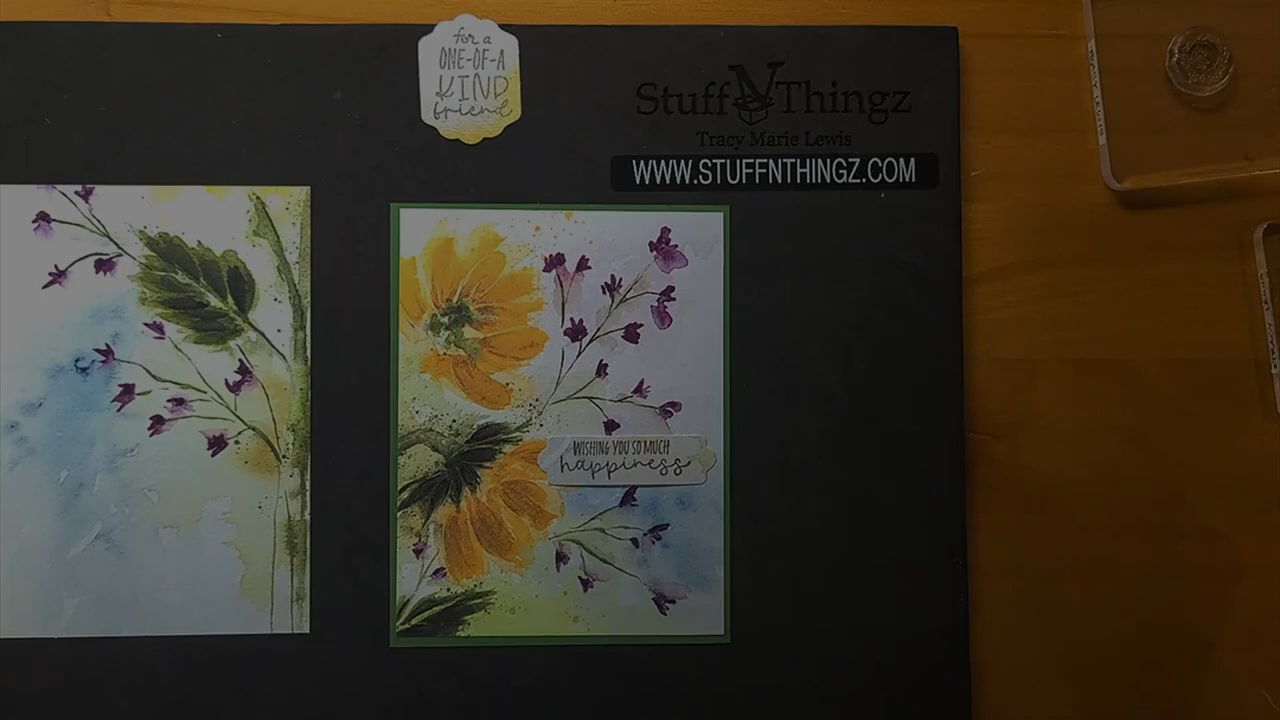 for a
ONE-OF-A
KIND
friend
Stuff N Thingz
Tracy Marie Lewis
WWW.STUFFNTHINGZ.COM
WISHING YOU SO MUCH
happiness